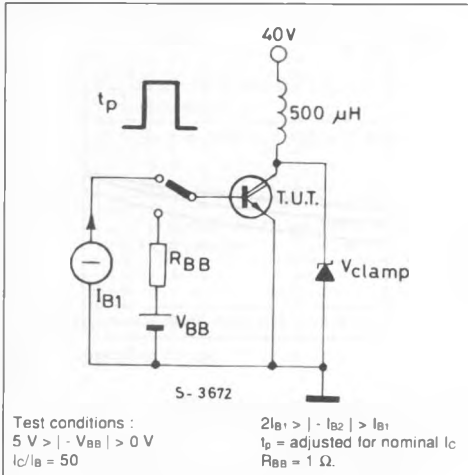 40V
tp
500 μH
T.U.T.
RBB
Vclamp
IB1
VBB
S- 3672
Test conditions :
5 V > | - VBB | > 0 V
IC/IB = 50
2IB1 > | - IB2 | > IB1
tp = adjusted for nominal IC
RBB = 1 Ω.